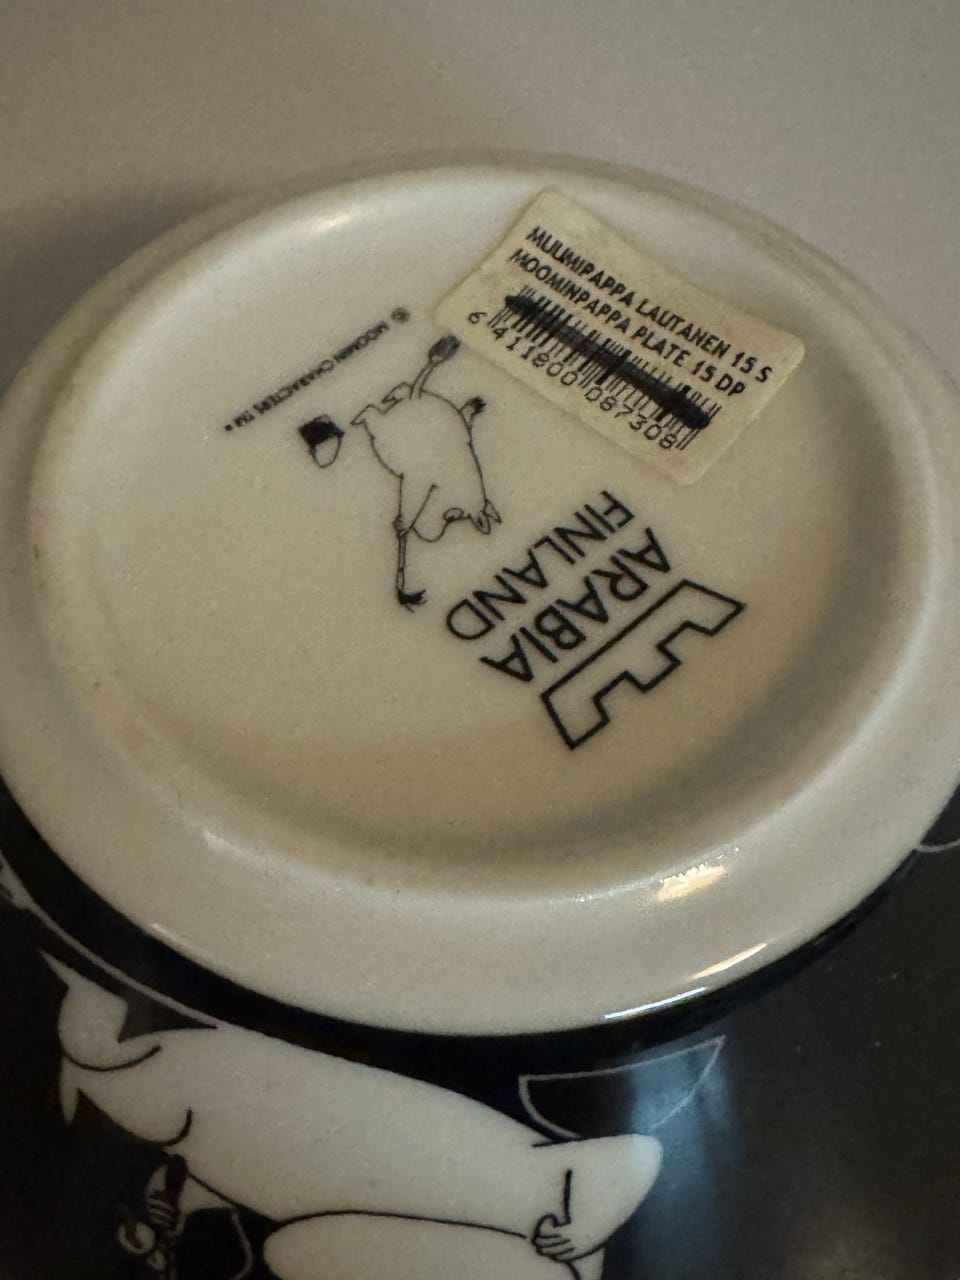 MUUMIPAPPA LAUTANEN 15 S
MOOMINPAPPA PLATE 15 DP
6 411800 087308
© MOOMIN CHARACTERS TM
ARABIA
FINLAND